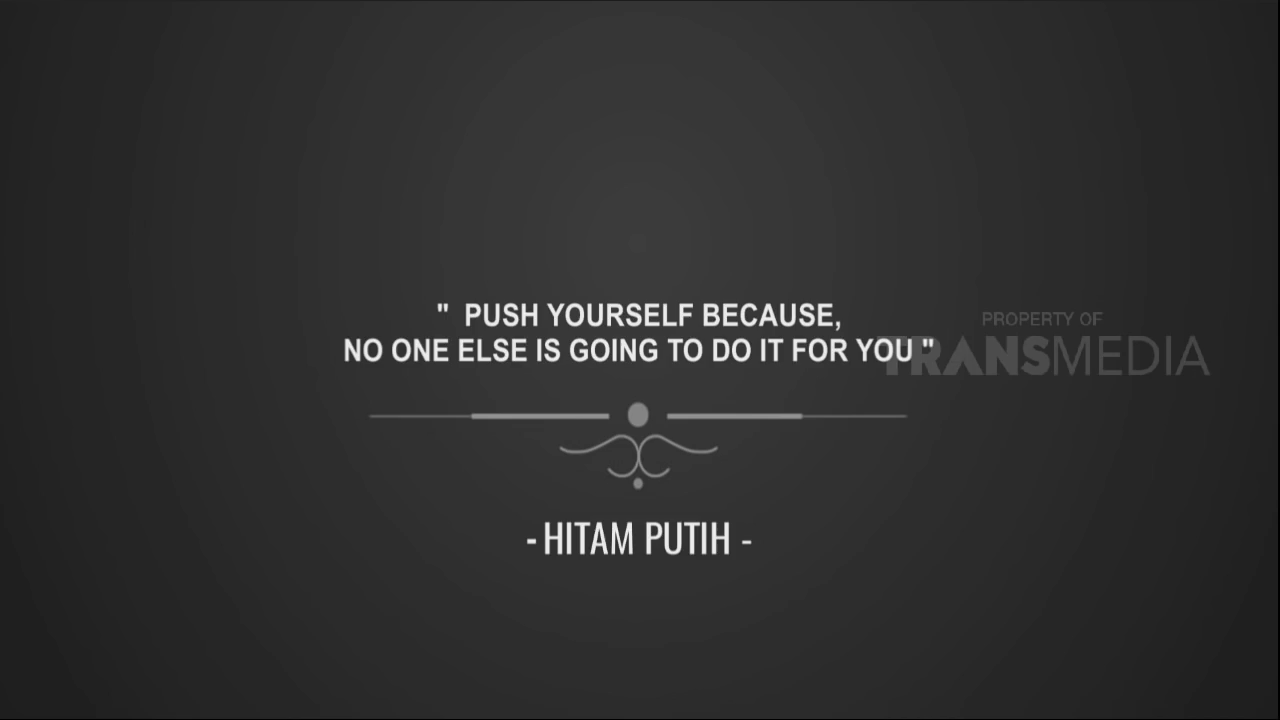 " PUSH YOURSELF BECAUSE,
NO ONE ELSE IS GOING TO DO IT FOR YOU "
PROPERTY OF
TRANSMEDIA
- HITAM PUTIH -